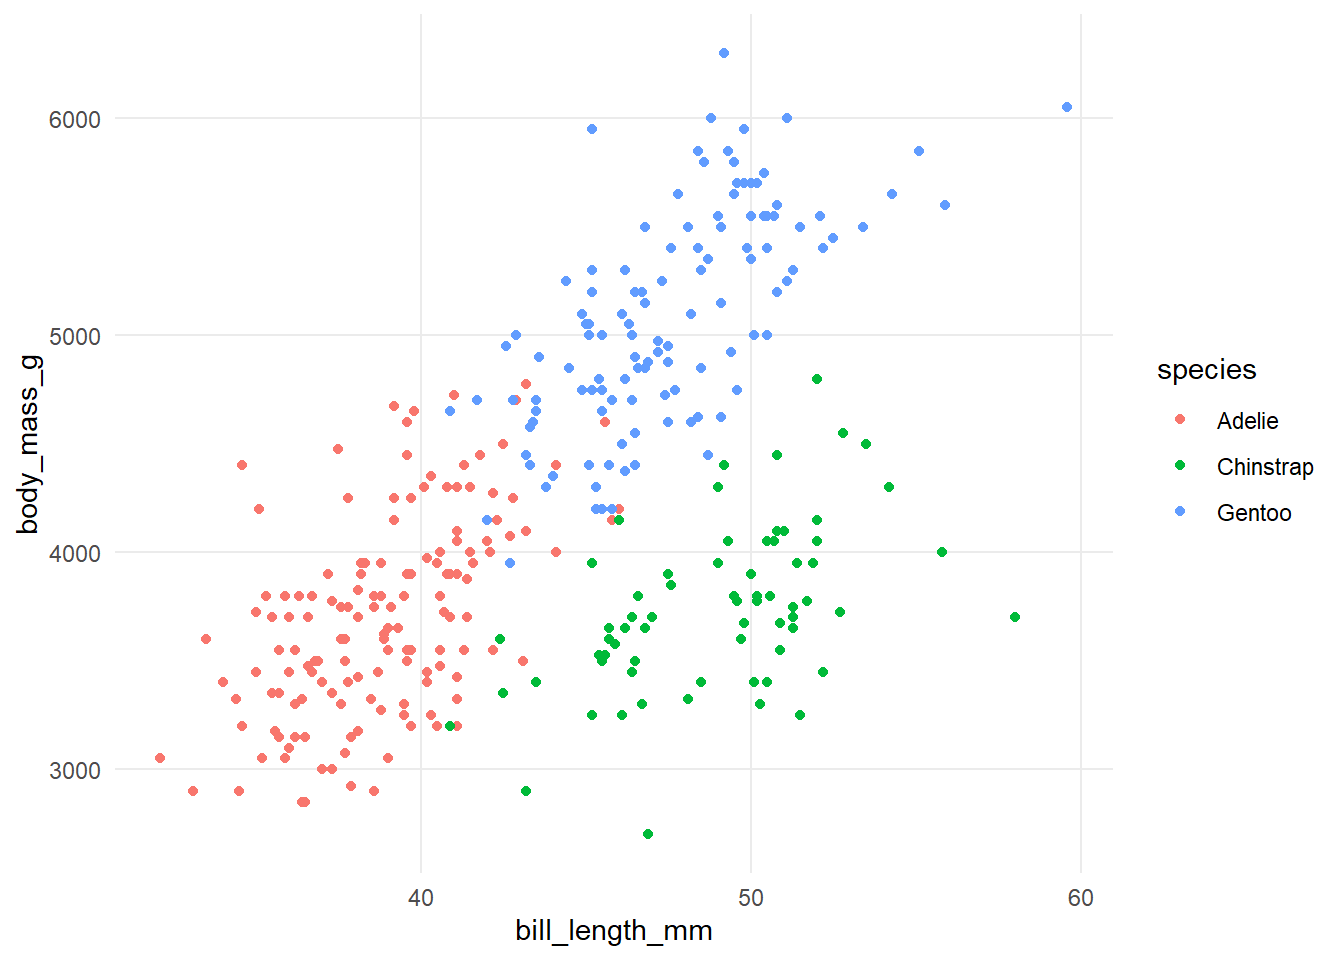 6000
5000
4000
3000
body_mass_g
40
50
60
bill_length_mm
species
Adelie
Chinstrap
Gentoo